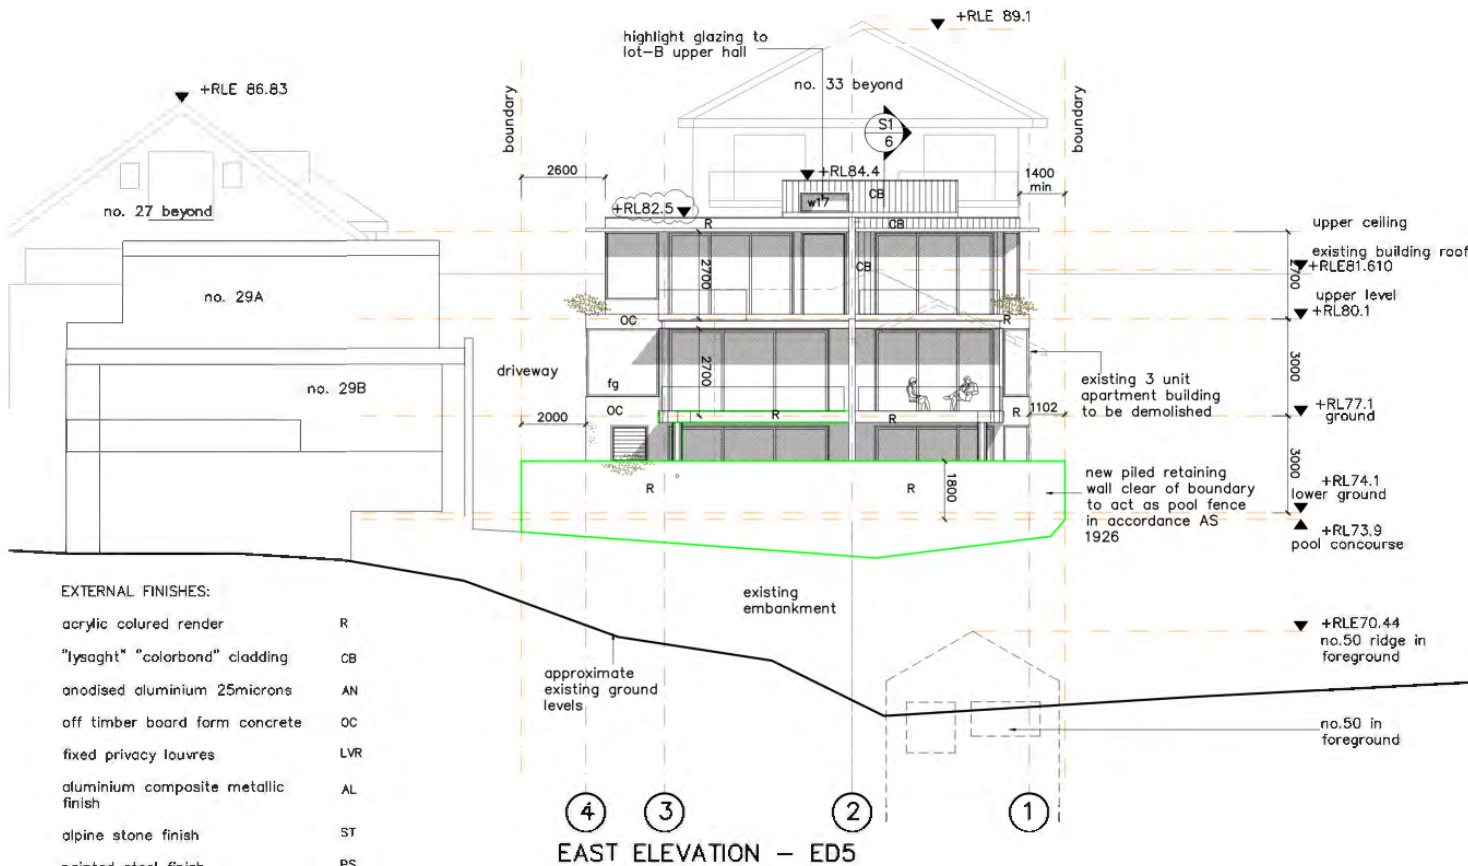 +RLE 89.1
highlight glazing to
lot-B upper hall
+RLE 86.83
no. 33 beyond
boundary
boundary
S1
6
2600
+RL84.4
1400
min
CB
w17
no. 27 beyond
+RL82.5
R
CB
upper ceiling
existing building roof
+RLE81.610
2700
2700
CB
no. 29A
upper level
+RL80.1
OC
R
driveway
2700
3000
no. 29B
fg
existing 3 unit
apartment building
to be demolished
OC
R
R
R
1102
+RL77.1
ground
2000
3000
new piled retaining
wall clear of boundary
to act as pool fence
in accordance AS
1926
R
R
1800
+RL74.1
lower ground
+RL73.9
pool concourse
EXTERNAL FINISHES:
acrylic colured render R
"lysaght" "colorbond" cladding CB
anodised aluminium 25microns AN
off timber board form concrete OC
fixed privacy louvres LVR
aluminium composite metallic
finish AL
alpine stone finish ST
painted steel finish PS
existing
embankment
+RLE70.44
no.50 ridge in
foreground
approximate
existing ground
levels
no.50 in
foreground
4
3
2
1
EAST ELEVATION - ED5